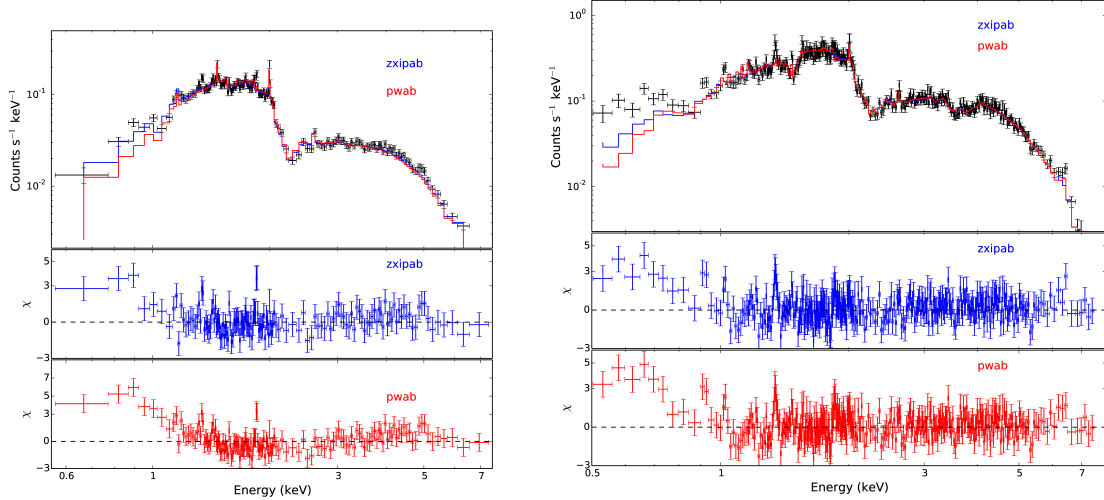 zxipab
pwab
Counts s⁻¹ keV⁻¹
10⁻¹
10⁻²
zxipab
χ
5
3
0
−3
pwab
χ
7
5
3
0
−3
0.6 1 3 5 7
Energy (keV)
zxipab
pwab
Counts s⁻¹ keV⁻¹
10⁰
10⁻¹
10⁻²
zxipab
χ
5
3
0
3
pwab
χ
5
3
0
−3
0.5 1 3 5 7
Energy (keV)